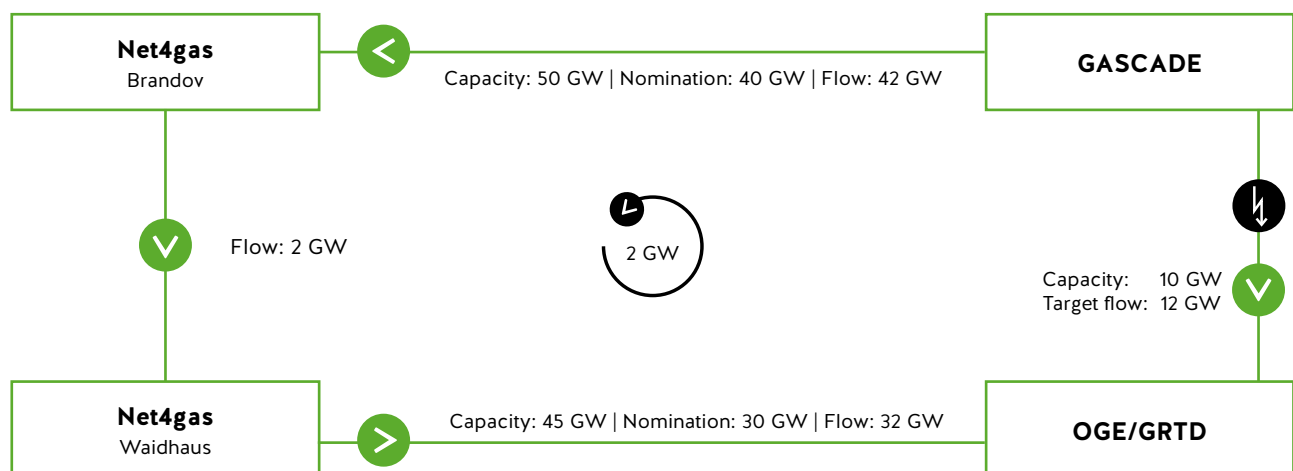 Net4gas
Brandov
GASCADE
Capacity: 50 GW | Nomination: 40 GW | Flow: 42 GW
Flow: 2 GW
2 GW
Capacity: 10 GW
Target flow: 12 GW
Net4gas
Waidhaus
Capacity: 45 GW | Nomination: 30 GW | Flow: 32 GW
OGE/GRTD